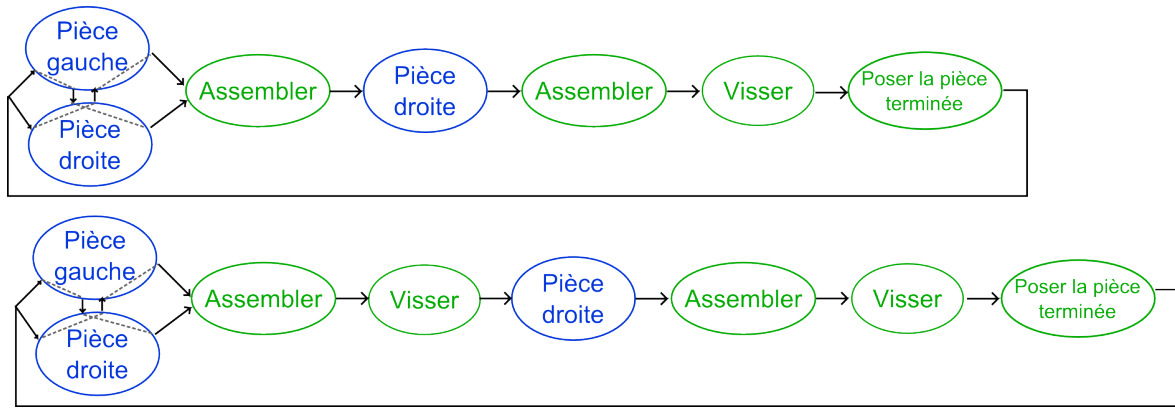 Pièce
gauche
Pièce
droite
Assembler
Pièce
droite
Assembler
Visser
Poser la pièce
terminée
Pièce
gauche
Pièce
droite
Assembler
Visser
Pièce
droite
Assembler
Visser
Poser la pièce
terminée